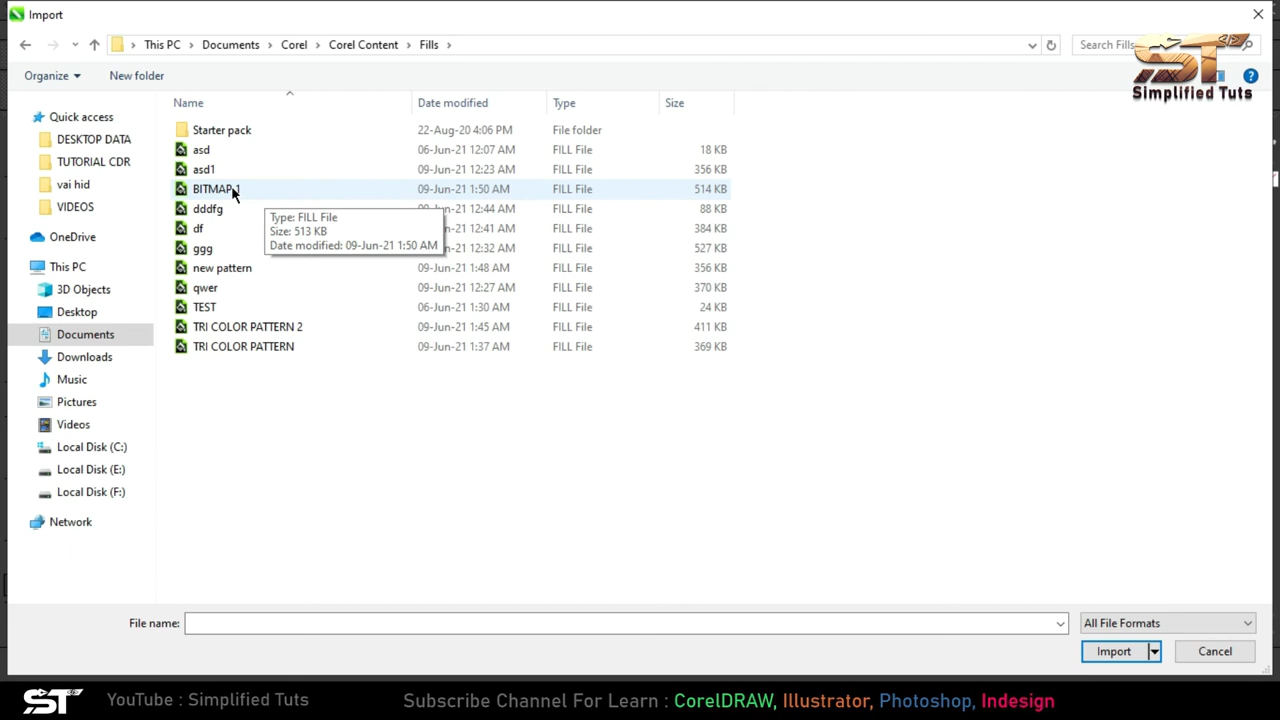 Import
This PC Documents Corel Corel Content Fills
Search Fills
Simplified Tuts
Organize
New folder
Name Date modified Type Size
Quick access
DESKTOP DATA
TUTORIAL CDR
vai hid
VIDEOS
OneDrive
This PC
3D Objects
Desktop
Documents
Downloads
Music
Pictures
Videos
Local Disk (C:)
Local Disk (E:)
Local Disk (F:)
Network
Starter pack 22-Aug-20 4:06 PM File folder
asd 06-Jun-21 12:07 AM FILL File 18 KB
asd1 09-Jun-21 12:23 AM FILL File 356 KB
BITMAP 1 09-Jun-21 1:50 AM FILL File 514 KB
dddfg 09-Jun-21 12:44 AM FILL File 88 KB
df 09-Jun-21 12:41 AM FILL File 384 KB
ggg 09-Jun-21 12:32 AM FILL File 527 KB
new pattern 09-Jun-21 1:48 AM FILL File 356 KB
qwer 09-Jun-21 12:27 AM FILL File 370 KB
TEST 06-Jun-21 1:30 AM FILL File 24 KB
TRI COLOR PATTERN 2 09-Jun-21 1:45 AM FILL File 411 KB
TRI COLOR PATTERN 09-Jun-21 1:37 AM FILL File 369 KB
Type: FILL File
Size: 513 KB
Date modified: 09-Jun-21 1:50 AM
File name:
All File Formats
Import
Cancel
ST
YouTube : Simplified Tuts
Subscribe Channel For Learn : CorelDRAW, Illustrator, Photoshop, Indesign